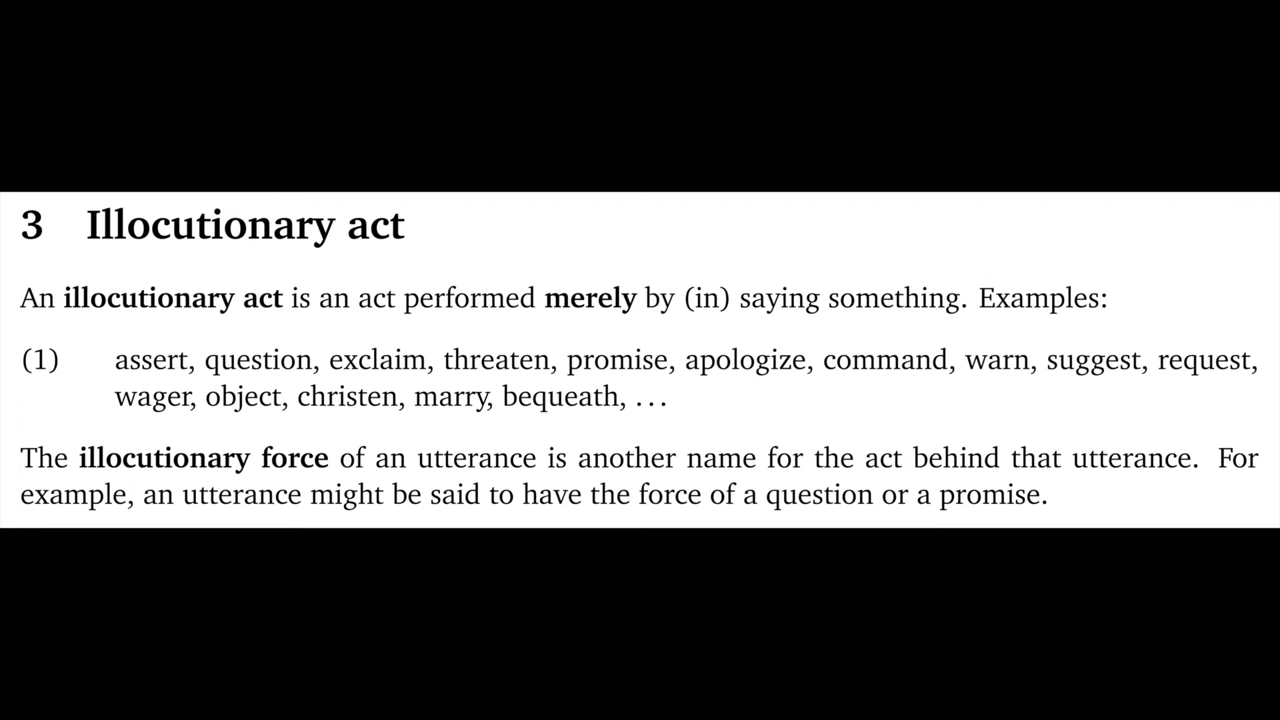 3 Illocutionary act
An illocutionary act is an act performed merely by (in) saying something. Examples:
(1) assert, question, exclaim, threaten, promise, apologize, command, warn, suggest, request,
wager, object, christen, marry, bequeath, ...
The illocutionary force of an utterance is another name for the act behind that utterance. For
example, an utterance might be said to have the force of a question or a promise.